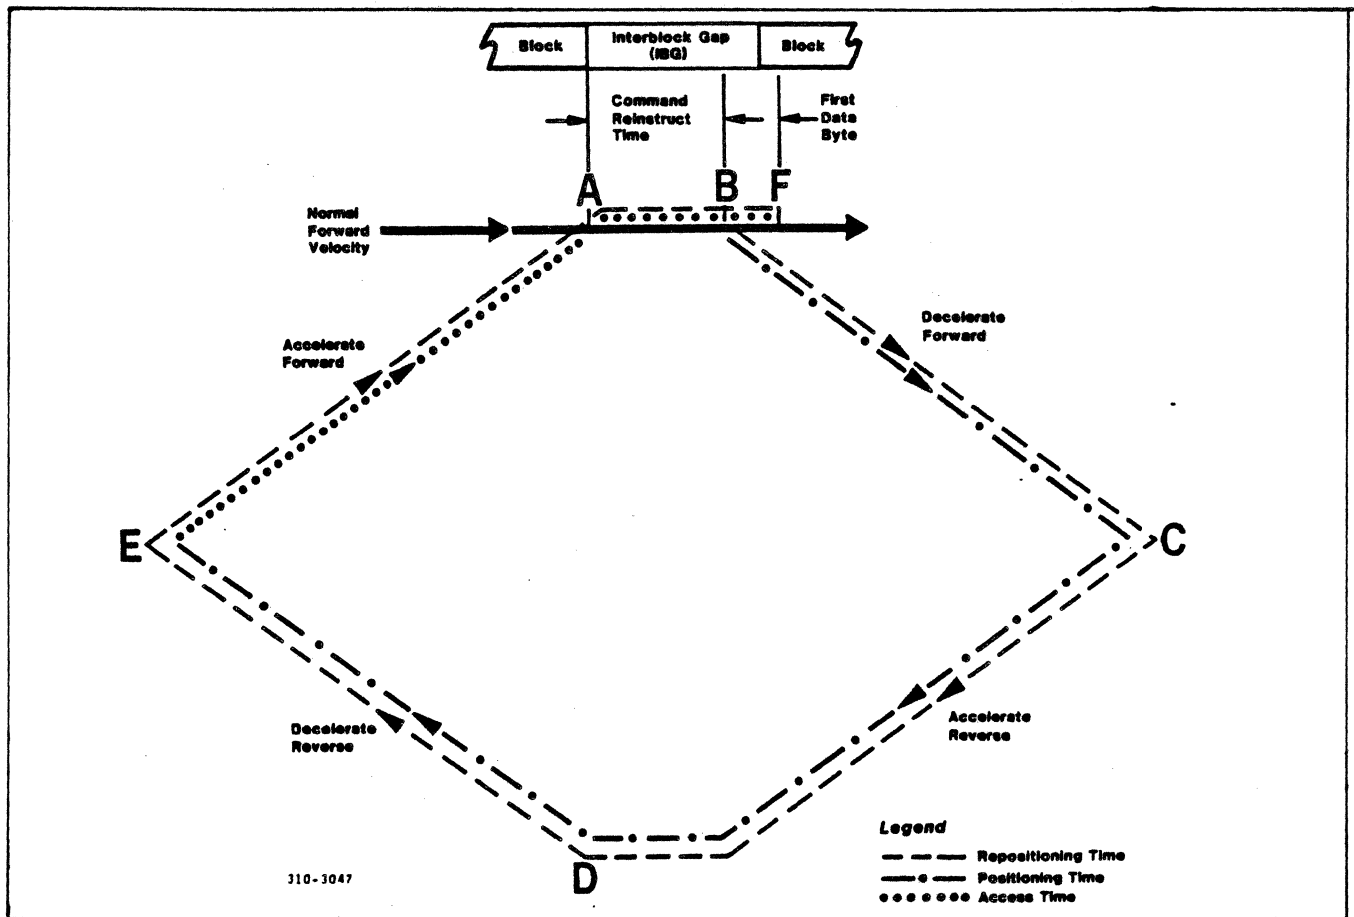 Block
Interblock Gap
(IBG)
Block
Command
Reinstruct
Time
First
Data
Byte
A
B
F
Normal
Forward
Velocity
Accelerate
Forward
Decelerate
Forward
E
C
Decelerate
Reverse
Accelerate
Reverse
D
310-3047
Legend
Repositioning Time
Positioning Time
Access Time